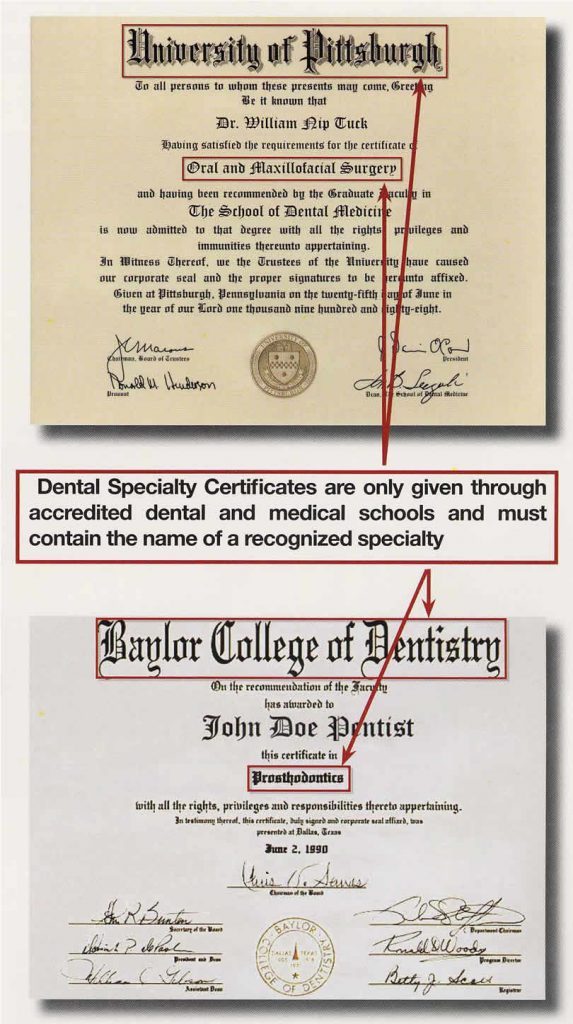 University of Pittsburgh
To all persons to whom these presents may come, Greeting
Be it known that
Dr. William Nip Tuck
Having satisfied the requirements for the certificate of
Oral and Maxillofacial Surgery
and having been recommended by the Graduate Faculty in
The School of Dental Medicine
is now admitted to that degree with all the rights, privileges and
immunities thereunto appertaining.
In Witness Thereof, we the Trustees of the University have caused
our corporate seal and the proper signatures to be hereunto affixed.
Given at Pittsburgh, Pennsylvania on the twenty-fifth day of June in
the year of our Lord one thousand nine hundred and eighty-eight.
Chairman, Board of Trustees
President
Ronald M Henderson
Provost
Dean, The School of Dental Medicine
Dental Specialty Certificates are only given through
accredited dental and medical schools and must
contain the name of a recognized specialty
Baylor College of Dentistry
On the recommendation of the Faculty
has awarded to
John Doe Pentist
this certificate in
Prosthodontics
with all the rights, privileges and responsibilities thereto appertaining.
In testimony thereof, this certificate, duly signed and corporate seal affixed, was
presented at Dallas, Texas
June 2, 1990
Chairman of the Board
Secretary of the Board
Department Chairman
President and Dean
Ronald D Woody
Program Director
Assistant Dean
Betty J. Scott
Registrar
BAYLOR COLLEGE OF DENTISTRY
DALLAS TEXAS